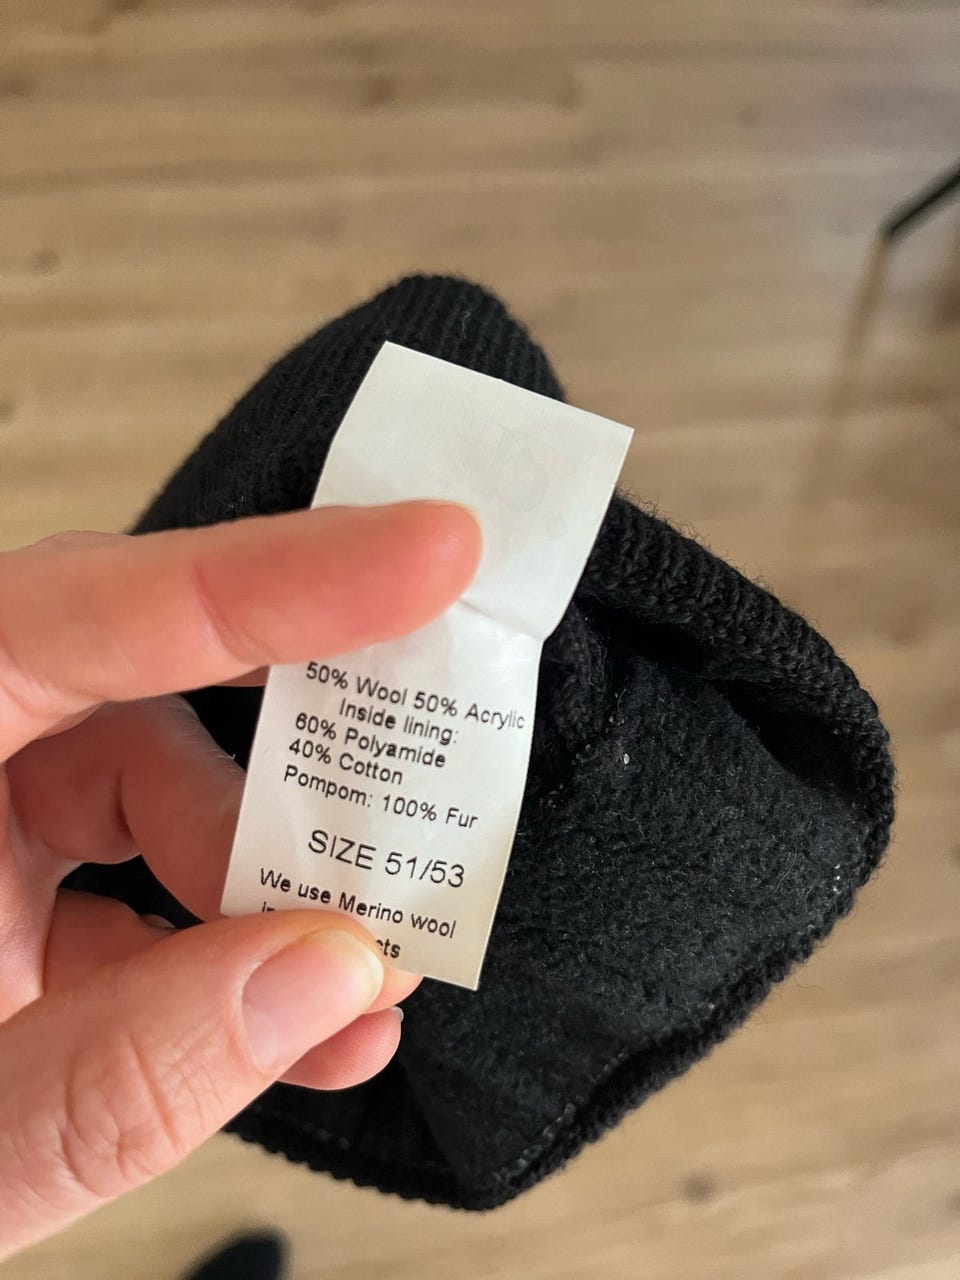 50% Wool 50% Acrylic
Inside lining:
60% Polyamide
40% Cotton
Pompom: 100% Fur
SIZE 51/53
We use Merino wool